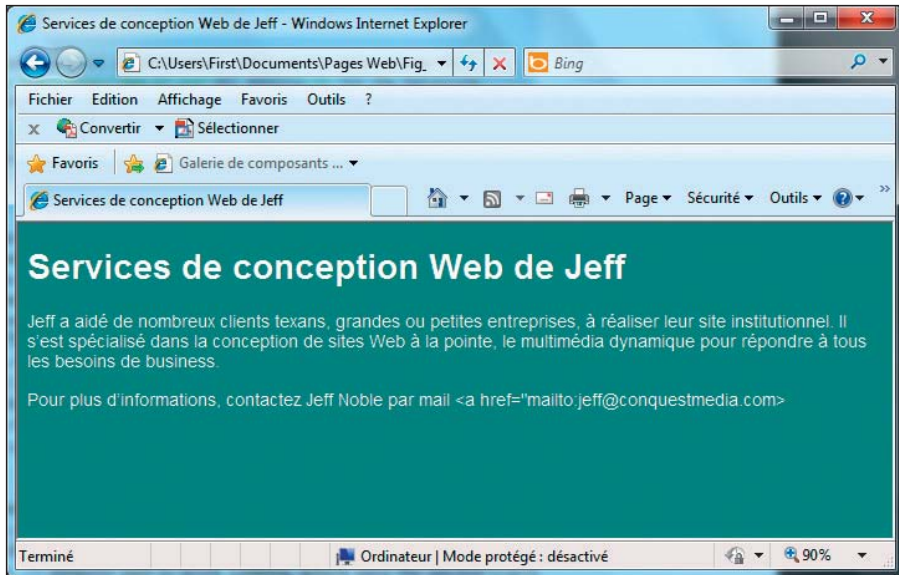 Services de conception Web de Jeff - Windows Internet Explorer
C:\Users\First\Documents\Pages Web\Fig_
Bing
Fichier Edition Affichage Favoris Outils ?
x Convertir Sélectionner
Favoris Galerie de composants ...
Services de conception Web de Jeff
Page Sécurité Outils
Services de conception Web de Jeff
Jeff a aidé de nombreux clients texans, grandes ou petites entreprises, à réaliser leur site institutionnel. Il
s'est spécialisé dans la conception de sites Web à la pointe, le multimédia dynamique pour répondre à tous
les besoins de business.
Pour plus d'informations, contactez Jeff Noble par mail <a href="mailto:jeff@conquestmedia.com>
Terminé
Ordinateur | Mode protégé : désactivé
90%